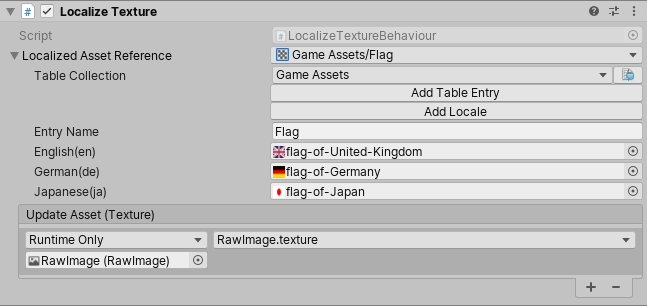 Localize Texture
Script LocalizeTextureBehaviour
Localized Asset Reference Game Assets/Flag
Table Collection Game Assets
Add Table Entry
Add Locale
Entry Name Flag
English(en) flag-of-United-Kingdom
German(de) flag-of-Germany
Japanese(ja) flag-of-Japan
Update Asset (Texture)
Runtime Only RawImage.texture
RawImage (RawImage)